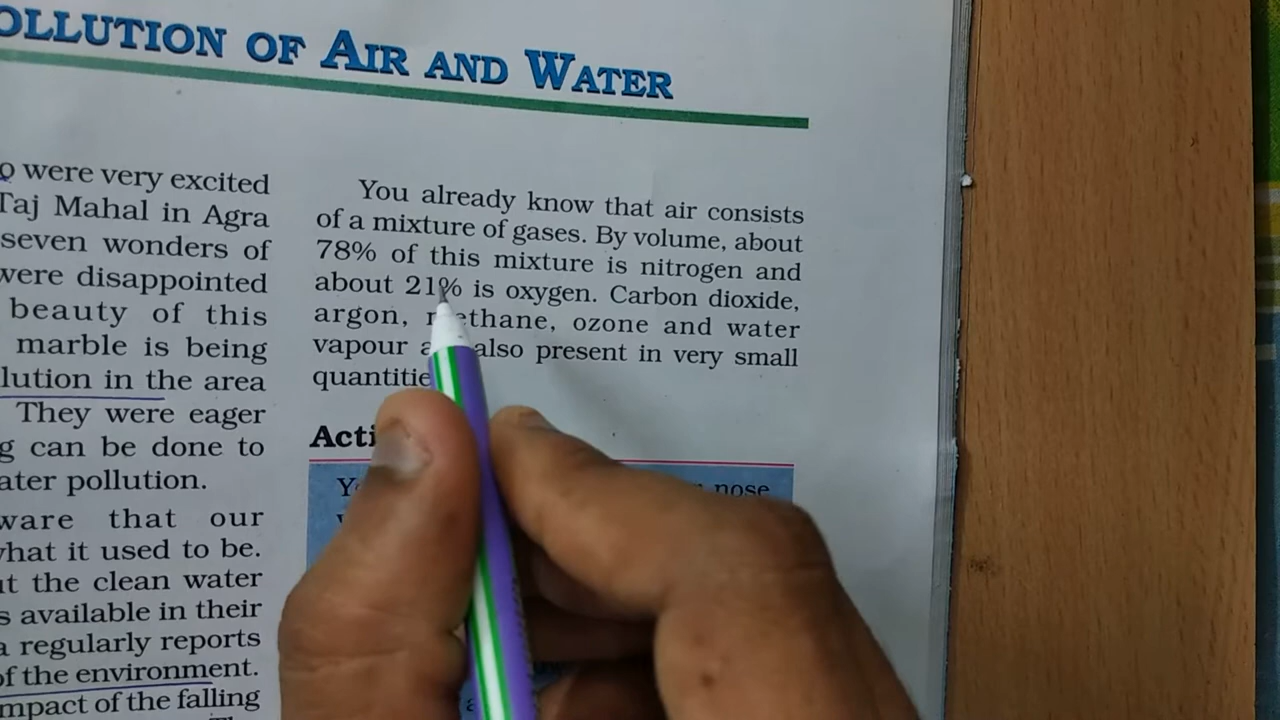 OLLUTION OF AIR AND WATER
were very excited
Taj Mahal in Agra
seven wonders of
were disappointed
beauty of this
marble is being
lution in the area
They were eager
g can be done to
ater pollution.
ware that our
what it used to be.
the clean water
s available in their
a regularly reports
of the environment.
mpact of the falling
You already know that air consists
of a mixture of gases. By volume, about
78% of this mixture is nitrogen and
about 21% is oxygen. Carbon dioxide,
argon, methane, ozone and water
vapour also present in very small
quantitie
Acti
nose